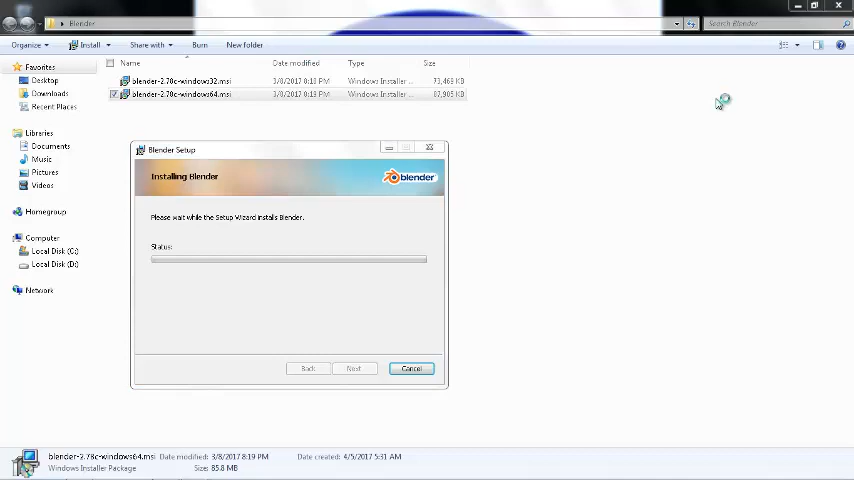 Blender
Search Blender
Organize
Install
Share with
Burn
New folder
Favorites
Desktop
Downloads
Recent Places
Libraries
Documents
Music
Pictures
Videos
Homegroup
Computer
Local Disk (C:)
Local Disk (D:)
Network
Name Date modified Type Size
blender-2.78c-windows32.msi 3/8/2017 8:18 PM Windows Installer ... 73,468 KB
blender-2.78c-windows64.msi 3/8/2017 8:19 PM Windows Installer ... 87,905 KB
Blender Setup
Installing Blender
blender
Please wait while the Setup Wizard installs Blender.
Status:
Back
Next
Cancel
blender-2.78c-windows64.msi Date modified: 3/8/2017 8:19 PM Date created: 4/5/2017 5:31 AM
Windows Installer Package Size: 85.8 MB